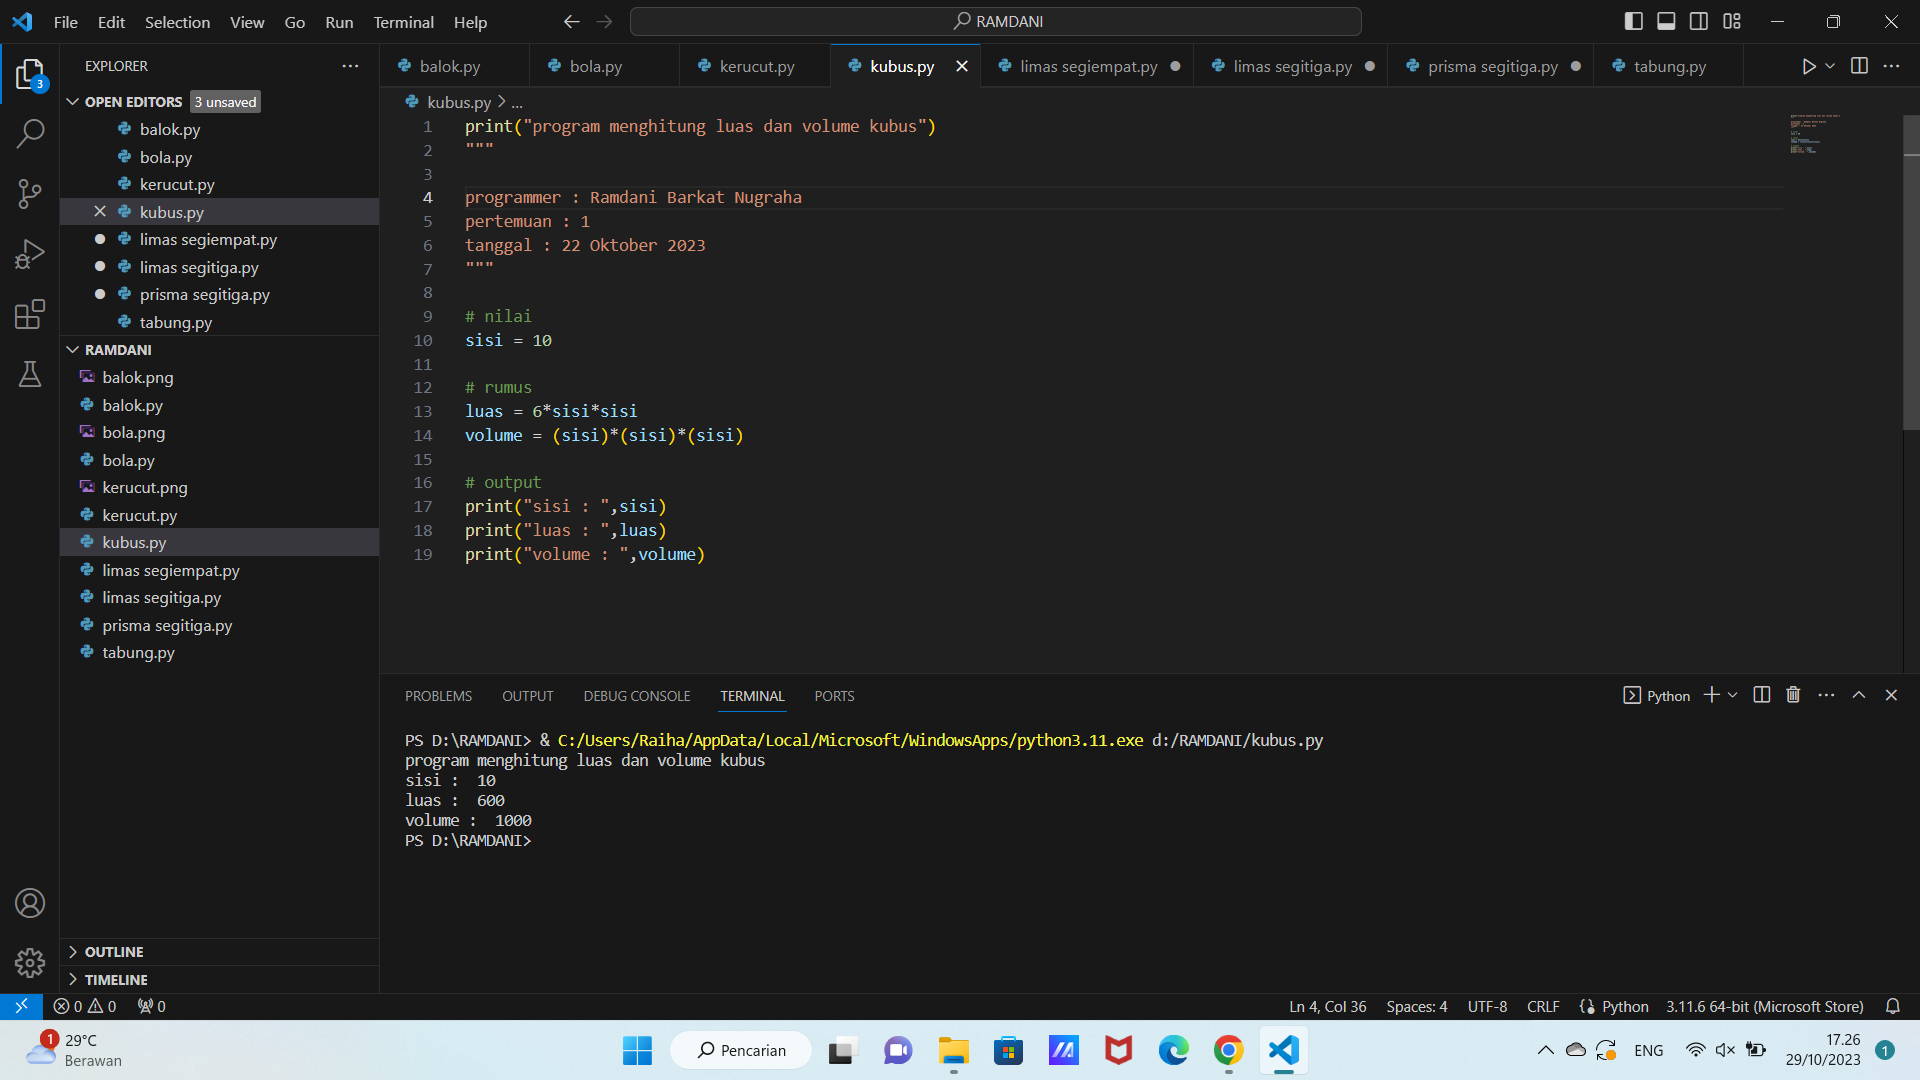 File Edit Selection View Go Run Terminal Help
RAMDANI
EXPLORER
3
OPEN EDITORS 3 unsaved
balok.py
bola.py
kerucut.py
kubus.py
limas segiempat.py
limas segitiga.py
prisma segitiga.py
tabung.py
RAMDANI
balok.png
balok.py
bola.png
bola.py
kerucut.png
kerucut.py
kubus.py
limas segiempat.py
limas segitiga.py
prisma segitiga.py
tabung.py
OUTLINE
TIMELINE
balok.py bola.py kerucut.py kubus.py limas segiempat.py limas segitiga.py prisma segitiga.py tabung.py
kubus.py > ...
1 print("program menghitung luas dan volume kubus")
2 """
3
4 programmer : Ramdani Barkat Nugraha
5 pertemuan : 1
6 tanggal : 22 Oktober 2023
7 """
8
9 # nilai
10 sisi = 10
11
12 # rumus
13 luas = 6*sisi*sisi
14 volume = (sisi)*(sisi)*(sisi)
15
16 # output
17 print("sisi : ",sisi)
18 print("luas : ",luas)
19 print("volume : ",volume)
PROBLEMS OUTPUT DEBUG CONSOLE TERMINAL PORTS
Python
PS D:\RAMDANI> & C:/Users/Raiha/AppData/Local/Microsoft/WindowsApps/python3.11.exe d:/RAMDANI/kubus.py
program menghitung luas dan volume kubus
sisi :  10
luas :  600
volume :  1000
PS D:\RAMDANI>
0 0 0
Ln 4, Col 36 Spaces: 4 UTF-8 CRLF Python 3.11.6 64-bit (Microsoft Store)
1
29°C
Berawan
Pencarian
ENG
17.26
29/10/2023
1